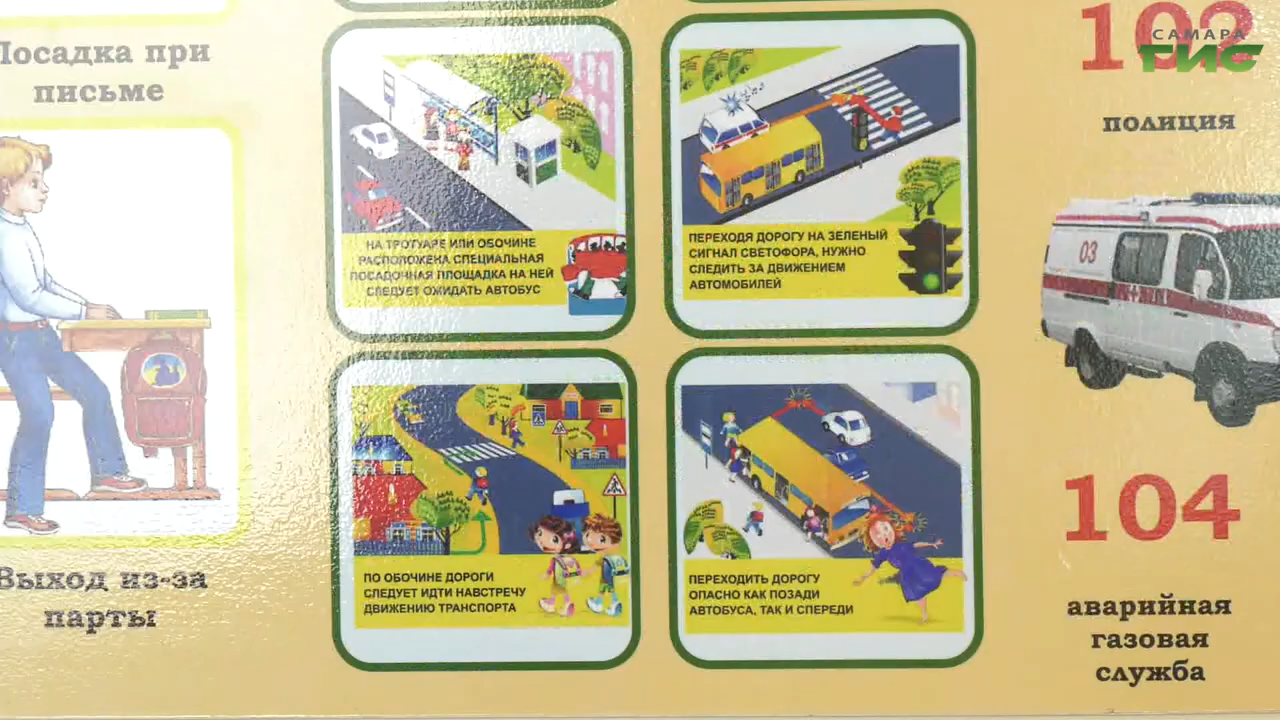 Посадка при
письме
Выход из-за
парты
НА ТРОТУАРЕ ИЛИ ОБОЧИНЕ
РАСПОЛОЖЕНА СПЕЦИАЛЬНАЯ
ПОСАДОЧНАЯ ПЛОЩАДКА НА НЕЙ
СЛЕДУЕТ ОЖИДАТЬ АВТОБУС
ПЕРЕХОДЯ ДОРОГУ НА ЗЕЛЕНЫЙ
СИГНАЛ СВЕТОФОРА, НУЖНО
СЛЕДИТЬ ЗА ДВИЖЕНИЕМ
АВТОМОБИЛЕЙ
ПО ОБОЧИНЕ ДОРОГИ
СЛЕДУЕТ ИДТИ НАВСТРЕЧУ
ДВИЖЕНИЮ ТРАНСПОРТА
ПЕРЕХОДИТЬ ДОРОГУ
ОПАСНО КАК ПОЗАДИ
АВТОБУСА, ТАК И СПЕРЕДИ
102
САМАРА
ГИС
полиция
03
104
аварийная
газовая
служба